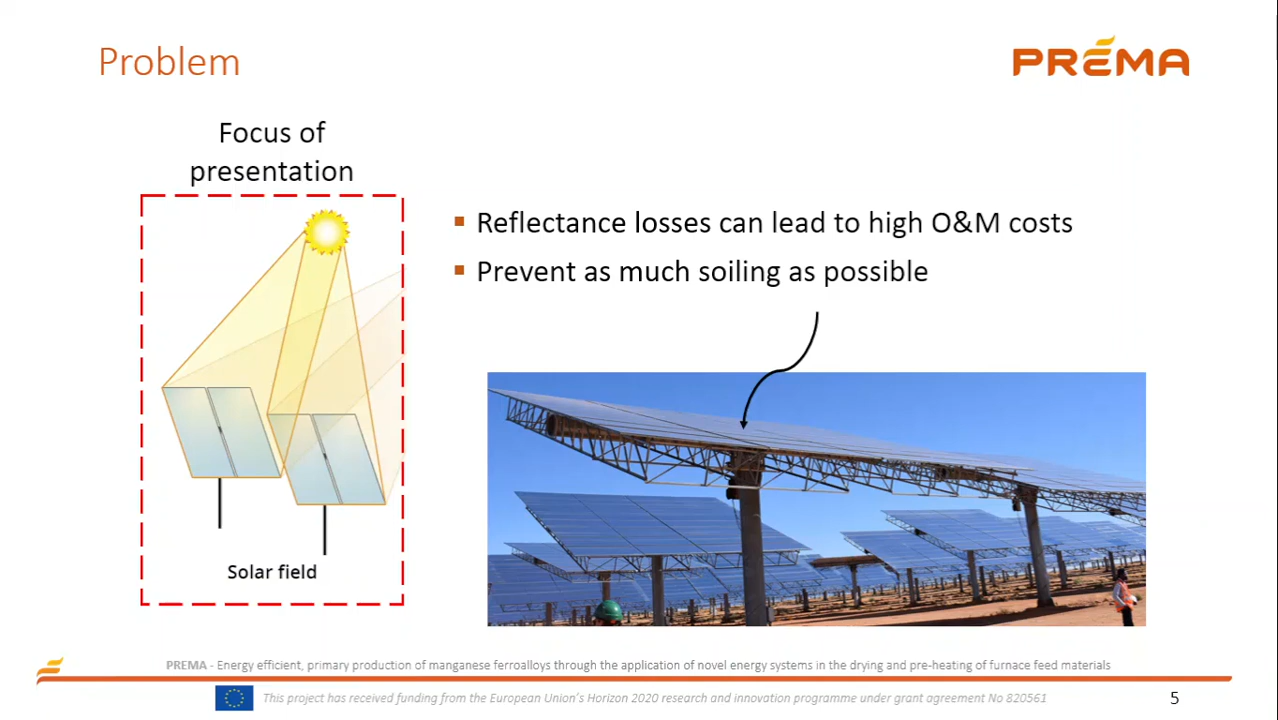 Problem
PRÉMA
Focus of
presentation
▪ Reflectance losses can lead to high O&M costs
▪ Prevent as much soiling as possible
Solar field
PREMA - Energy efficient, primary production of manganese ferroalloys through the application of novel energy systems in the drying and pre-heating of furnace feed materials
This project has received funding from the European Union's Horizon 2020 research and innovation programme under grant agreement No 820561
5